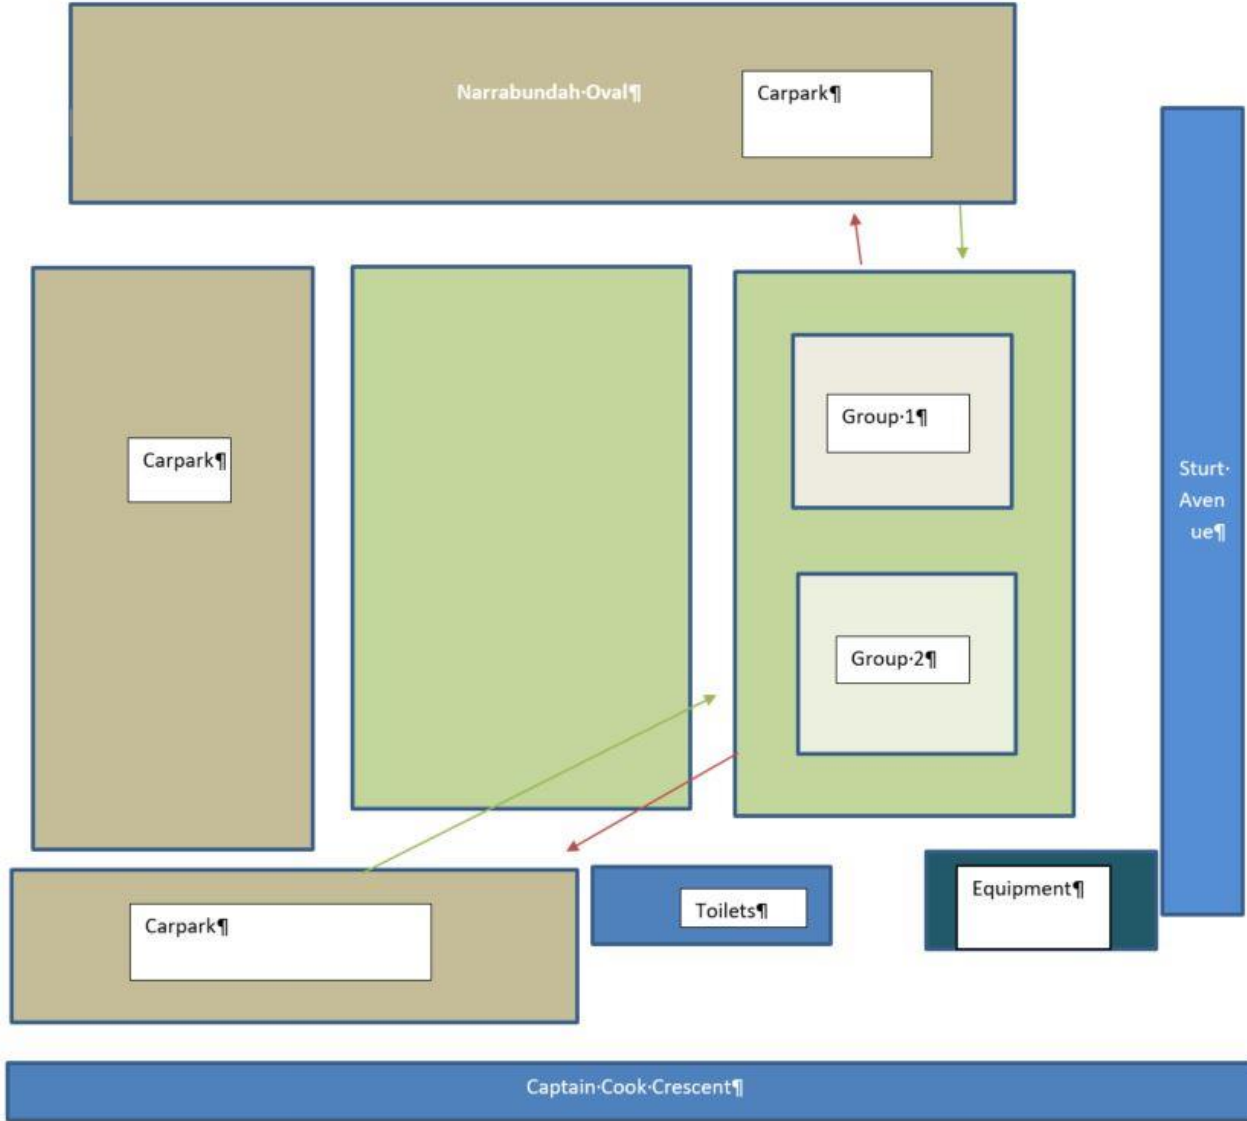 Narrabundah·Oval¶
Carpark¶
Group·1¶
Carpark¶
Sturt·
Aven
ue¶
Group·2¶
Equipment¶
Toilets¶
Carpark¶
Captain·Cook·Crescent¶